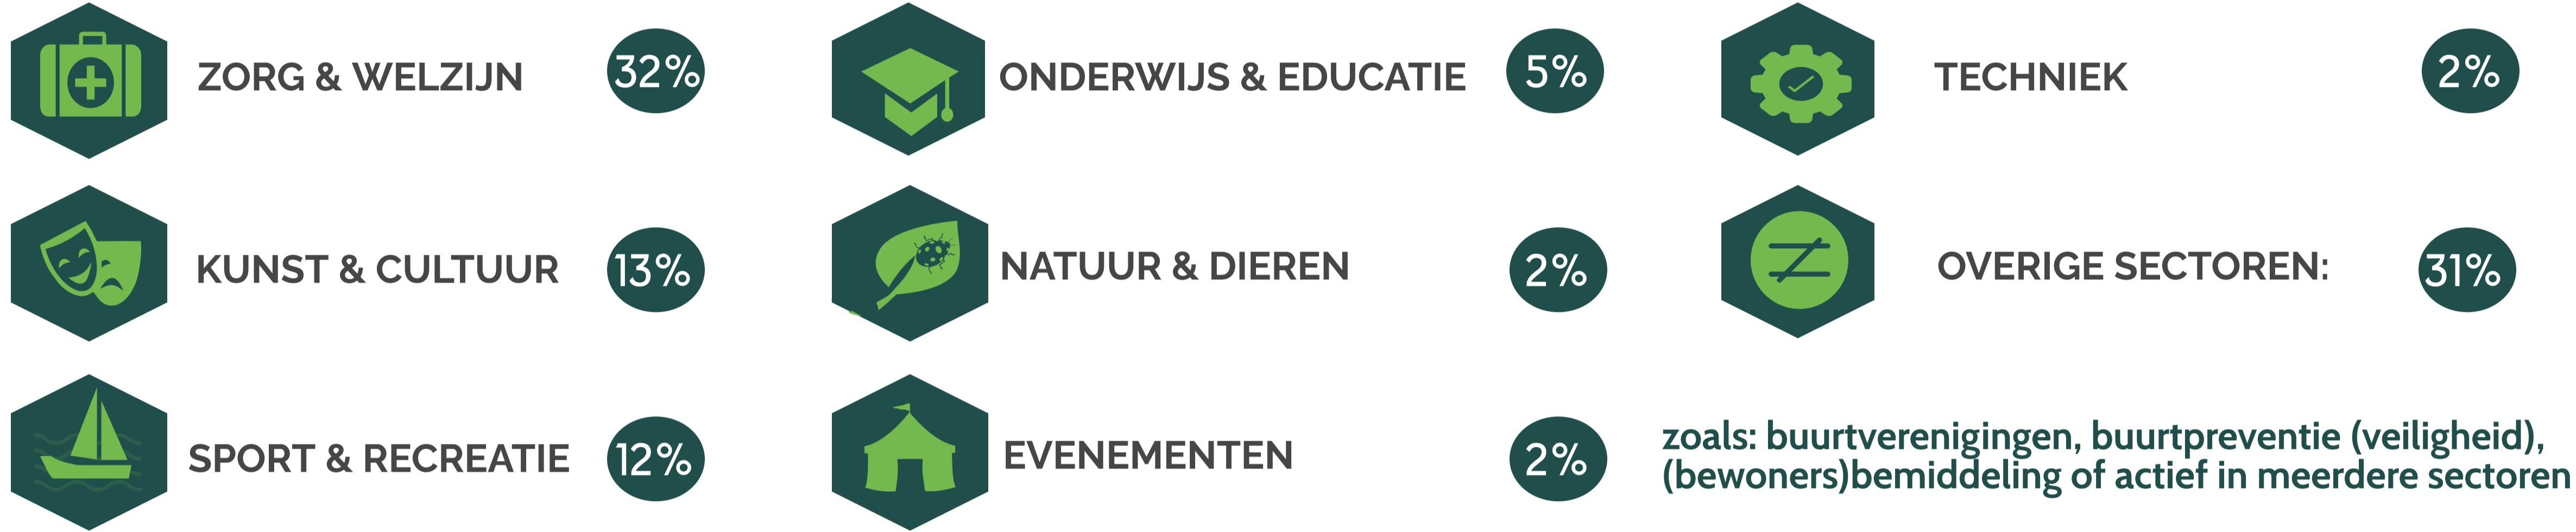 ZORG & WELZIJN 32%
ONDERWIJS & EDUCATIE 5%
TECHNIEK 2%
KUNST & CULTUUR 13%
NATUUR & DIEREN 2%
OVERIGE SECTOREN: 31%
SPORT & RECREATIE 12%
EVENEMENTEN 2%
zoals: buurtverenigingen, buurtpreventie (veiligheid),
(bewoners)bemiddeling of actief in meerdere sectoren